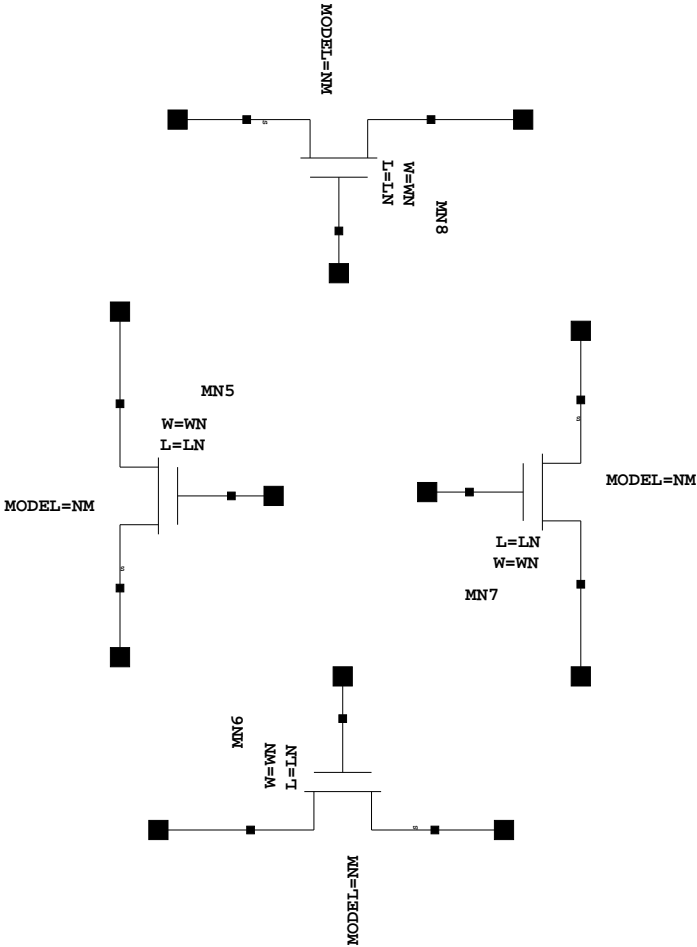 MODEL=NM
s
W=WN
L=LN
MN8
MN5
W=WN
L=LN
MODEL=NM
s
s
MODEL=NM
L=LN
W=WN
MN7
MN6
W=WN
L=LN
s
MODEL=NM